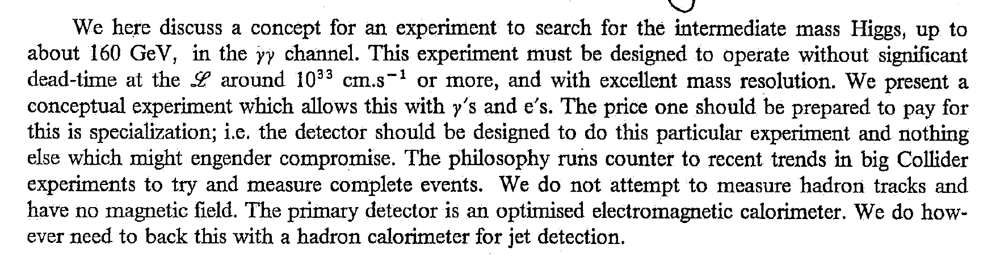 We here discuss a concept for an experiment to search for the intermediate mass Higgs, up to
about 160 GeV, in the γγ channel. This experiment must be designed to operate without significant
dead-time at the ℒ around 10³³ cm.s⁻¹ or more, and with excellent mass resolution. We present a
conceptual experiment which allows this with γ′s and e′s. The price one should be prepared to pay for
this is specialization; i.e. the detector should be designed to do this particular experiment and nothing
else which might engender compromise. The philosophy runs counter to recent trends in big Collider
experiments to try and measure complete events. We do not attempt to measure hadron tracks and
have no magnetic field. The primary detector is an optimised electromagnetic calorimeter. We do how-
ever need to back this with a hadron calorimeter for jet detection.